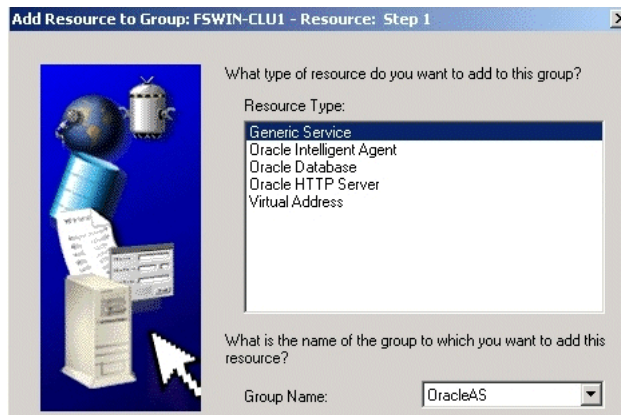 Add Resource to Group: FSWIN-CLU1 - Resource: Step 1
What type of resource do you want to add to this group?
Resource Type:
Generic Service
Oracle Intelligent Agent
Oracle Database
Oracle HTTP Server
Virtual Address
What is the name of the group to which you want to add this
resource?
Group Name:
OracleAS